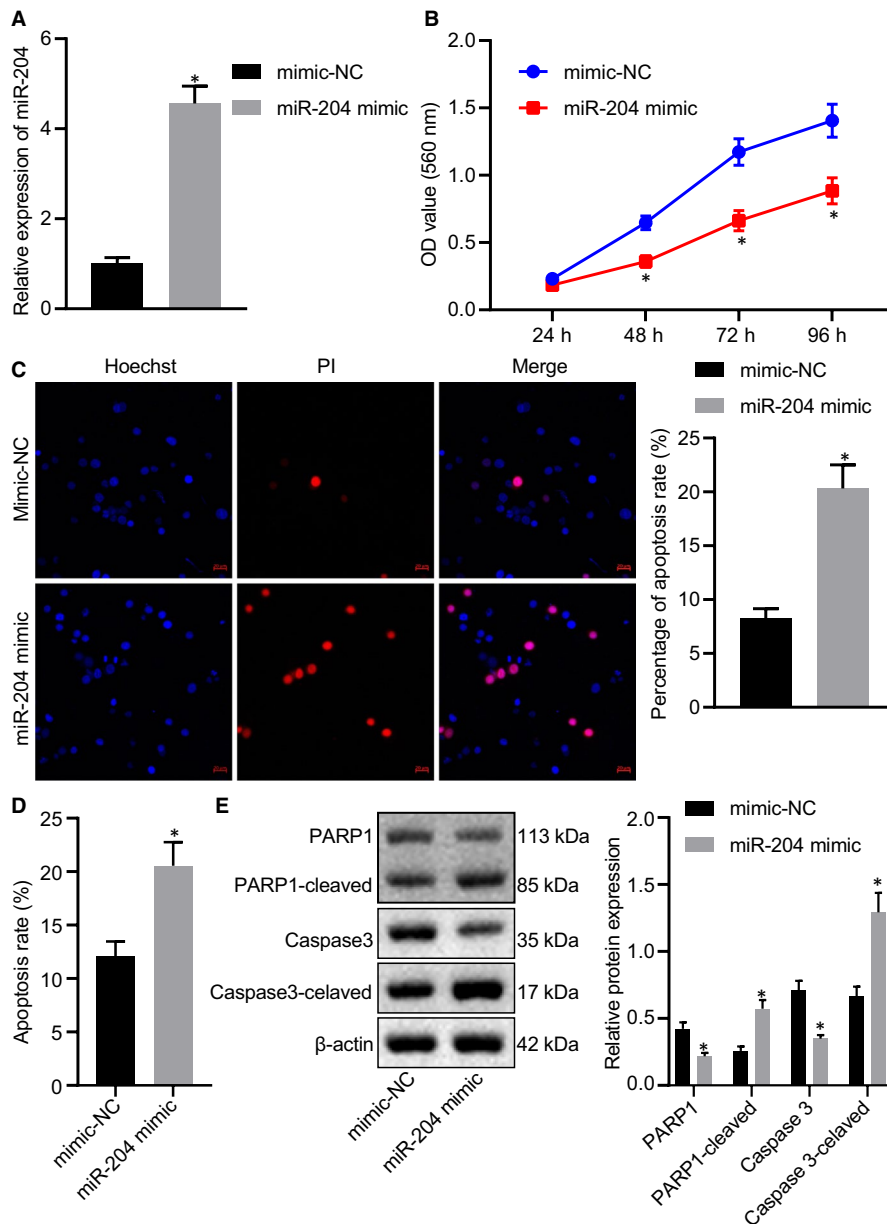 A
Relative expression of miR-204
6
4
2
0
*
mimic-NC
miR-204 mimic
B
OD value (560 nm)
2.0
1.5
1.0
0.5
0.0
mimic-NC
miR-204 mimic
*
*
*
24 h
48 h
72 h
96 h
C
Hoechst
PI
Merge
Mimic-NC
miR-204 mimic
mimic-NC
miR-204 mimic
Percentage of apoptosis rate (%)
25
20
15
10
5
0
*
D
Apoptosis rate (%)
25
20
15
10
5
0
*
mimic-NC
miR-204 mimic
E
PARP1
113 kDa
PARP1-cleaved
85 kDa
Caspase3
35 kDa
Caspase3-celaved
17 kDa
β-actin
42 kDa
mimic-NC
miR-204 mimic
mimic-NC
miR-204 mimic
Relative protein expression
2.0
1.5
1.0
0.5
0.0
*
*
*
*
PARP1
PARP1-cleaved
Caspase 3
Caspase 3-celaved